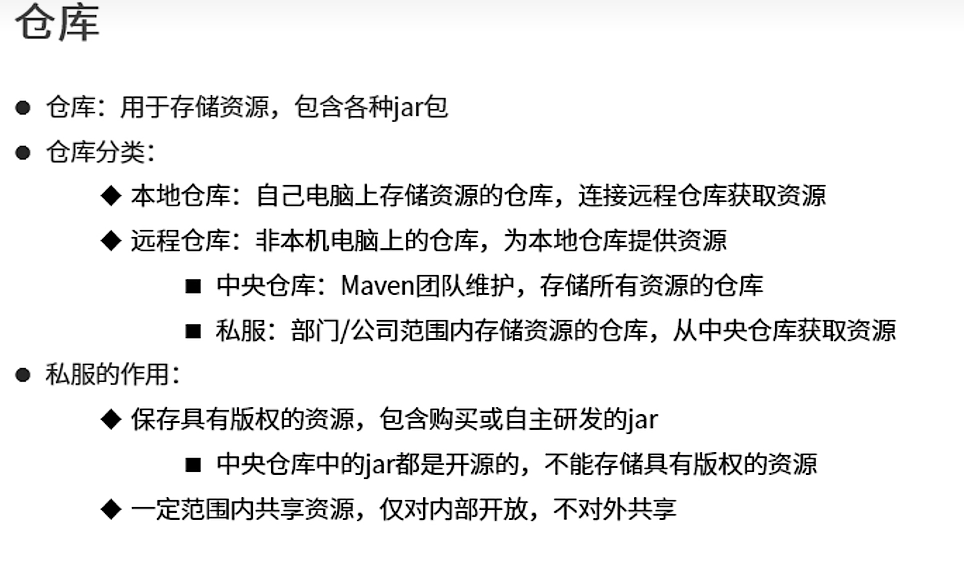 仓库
● 仓库：用于存储资源，包含各种jar包
● 仓库分类：
◆ 本地仓库：自己电脑上存储资源的仓库，连接远程仓库获取资源
◆ 远程仓库：非本机电脑上的仓库，为本地仓库提供资源
■ 中央仓库：Maven团队维护，存储所有资源的仓库
■ 私服：部门/公司范围内存储资源的仓库，从中央仓库获取资源
● 私服的作用：
◆ 保存具有版权的资源，包含购买或自主研发的jar
■ 中央仓库中的jar都是开源的，不能存储具有版权的资源
◆ 一定范围内共享资源，仅对内部开放，不对外共享